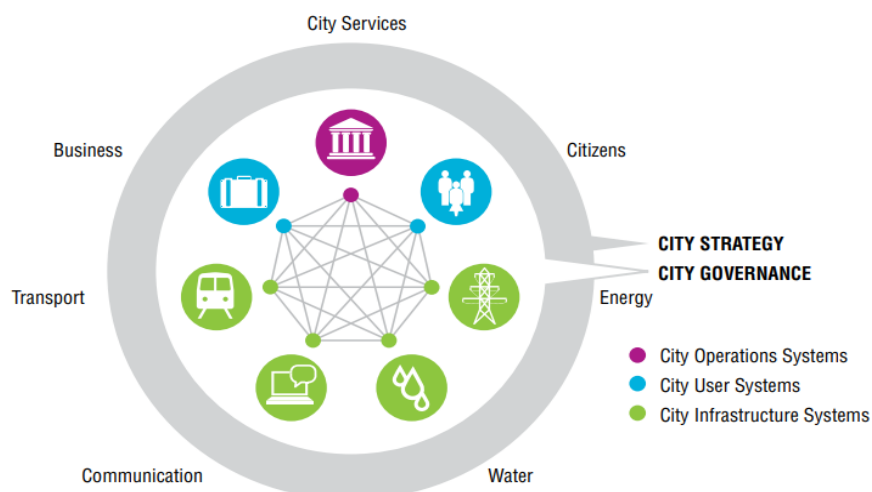 City Services
Business
Citizens
CITY STRATEGY
CITY GOVERNANCE
Transport
Energy
City Operations Systems
City User Systems
City Infrastructure Systems
Communication
Water